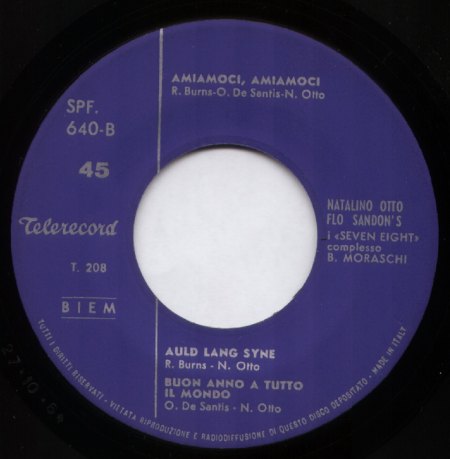 AMIAMOCI, AMIAMOCI
R. Burns-O. De Santis-N. Otto
SPF.
640-B
45
Telerecord
T. 208
BIEM
NATALINO OTTO
FLO SANDON'S
i «SEVEN EIGHT»
complesso
B. MORASCHI
AULD LANG SYNE
R. Burns - N. Otto
BUON ANNO A TUTTO
IL MONDO
O. De Santis - N. Otto
TUTTI I DIRITTI RISERVATI - VIETATA RIPRODUZIONE E RADIODIFFUSIONE DI QUESTO DISCO DEPOSITATO - MADE IN ITALY